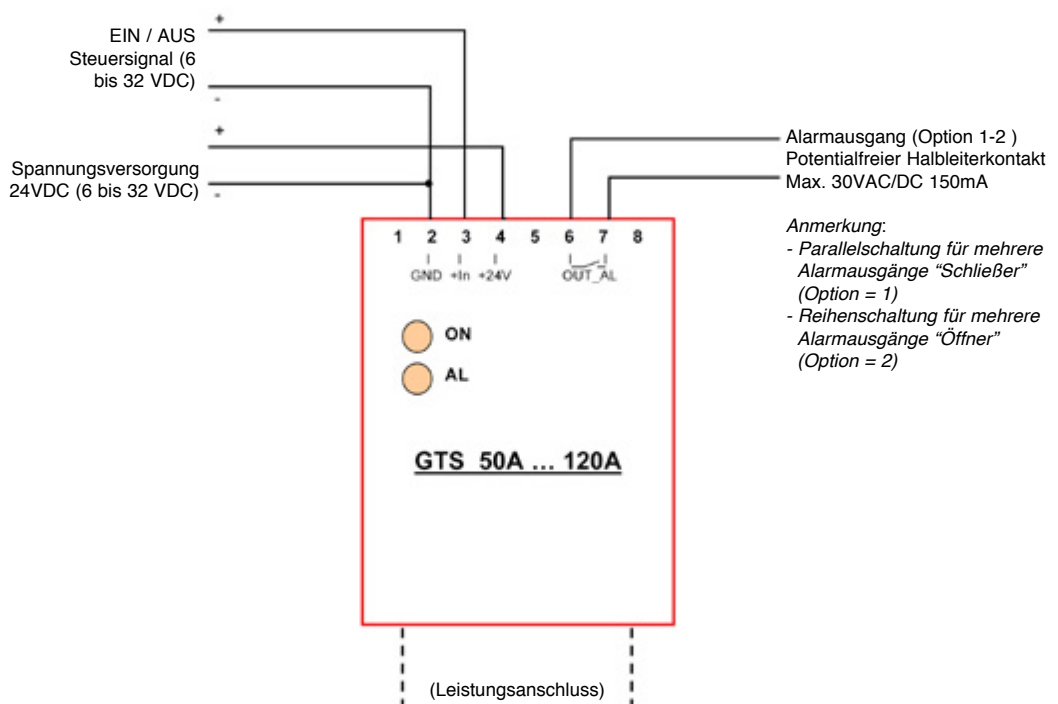 +
EIN / AUS
Steuersignal (6
bis 32 VDC)
-
+
Spannungsversorgung
24VDC (6 bis 32 VDC)
-
Alarmausgang (Option 1-2 )
Potentialfreier Halbleiterkontakt
Max. 30VAC/DC 150mA
Anmerkung:
- Parallelschaltung für mehrere
Alarmausgänge “Schließer”
(Option = 1)
- Reihenschaltung für mehrere
Alarmausgänge “Öffner”
(Option = 2)
1 2 3 4 5 6 7 8
GND +In +24V OUT_AL
ON
AL
GTS 50A ... 120A
(Leistungsanschluss)